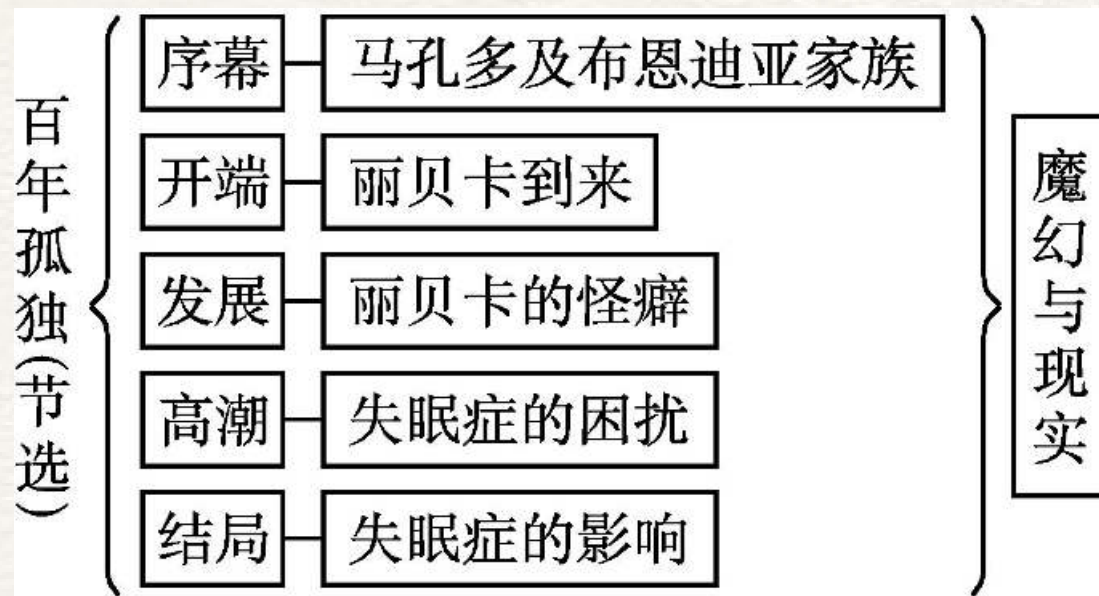 百年孤独(节选)
序幕
马孔多及布恩迪亚家族
开端
丽贝卡到来
发展
丽贝卡的怪癖
高潮
失眠症的困扰
结局
失眠症的影响
魔幻与现实